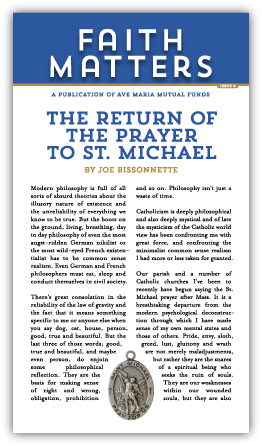 FAITH
MATTERS
ISSUE 4
A PUBLICATION OF AVE MARIA MUTUAL FUNDS
THE RETURN OF
THE PRAYER
TO ST. MICHAEL
BY JOE BISSONNETTE
Modern philosophy is full of all
sorts of absurd theories about the
illusory nature of existence and
the unreliability of everything we
know to be true. But the boots on
the ground, living, breathing, day
to day philosophy of even the most
angst-ridden German nihilist or
the most wild-eyed French existen-
tialist has to be common sense
realism. Even German and French
philosophers must eat, sleep and
conduct themselves in civil society.
There's great consolation in the
reliability of the law of gravity and
the fact that it means something
specific to me or anyone else when
you say dog, cat, house, person,
good, true and beautiful. But the
last three of those words; good,
true and beautiful, and maybe
even person, do enjoin
some philosophical
reflection. They are the
basis for making sense
of right and wrong,
obligation, prohibition
and so on. Philosophy isn't just a
waste of time.
Catholicism is deeply philosophical
and also deeply mystical and of late
the mysticism of the Catholic world
view has been confronting me with
great force, and confronting the
minimalist common sense realism
I had more or less taken for granted.
Our parish and a number of
Catholic churches I've been to
recently have begun saying the St.
Michael prayer after Mass. It is a
breathtaking departure from the
modern psychological deconstruc-
tion through which I have made
sense of my own mental states and
those of others. Pride, envy, sloth,
greed, lust, gluttony and wrath
are not merely maladjustments,
but rather they are the snares
of a spiritual being who
seeks the ruin of souls.
They are our weaknesses
within our wounded
souls, but they are also